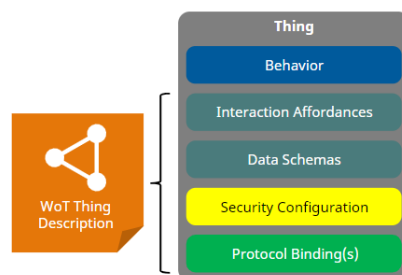 Thing
Behavior
Interaction Affordances
Data Schemas
WoT Thing
Description
Security Configuration
Protocol Binding(s)